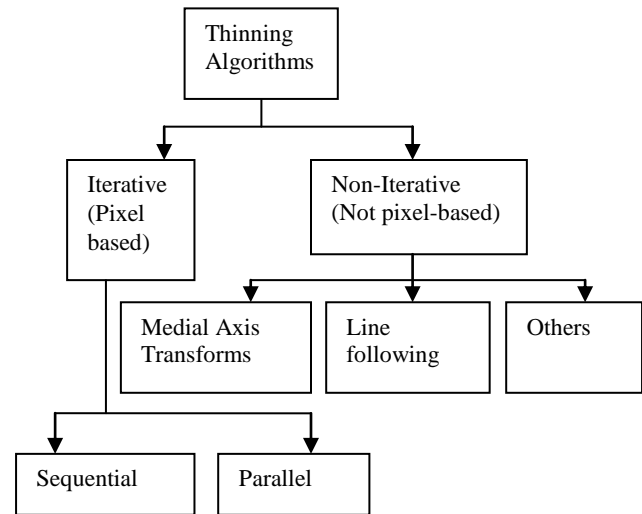 Thinning
Algorithms
Iterative
(Pixel
based)
Non-Iterative
(Not pixel-based)
Medial Axis
Transforms
Line
following
Others
Sequential
Parallel